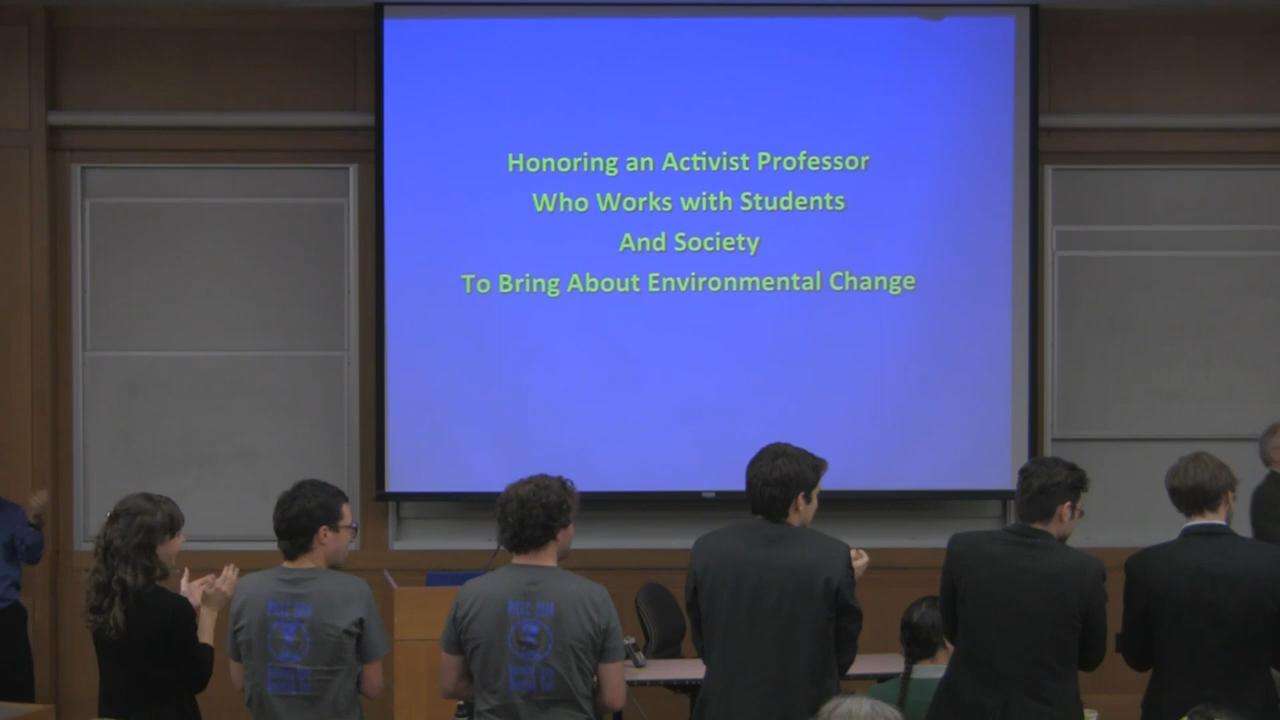 Honoring an Activist Professor
Who Works with Students
And Society
To Bring About Environmental Change